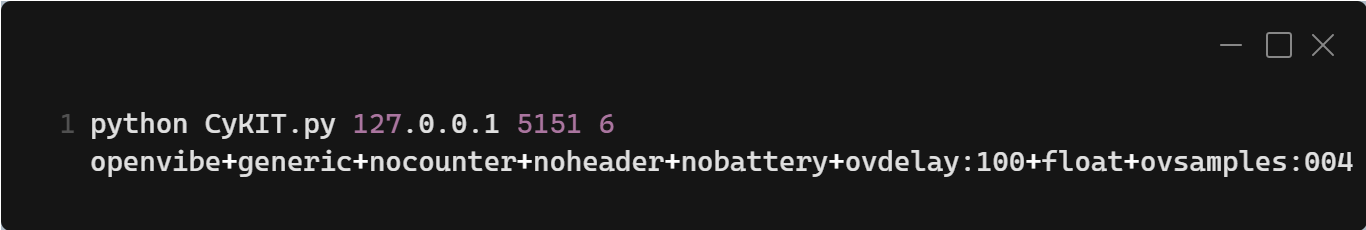 1 python CyKIT.py 127.0.0.1 5151 6
openvibe+generic+nocounter+noheader+nobattery+ovdelay:100+float+ovsamples:004